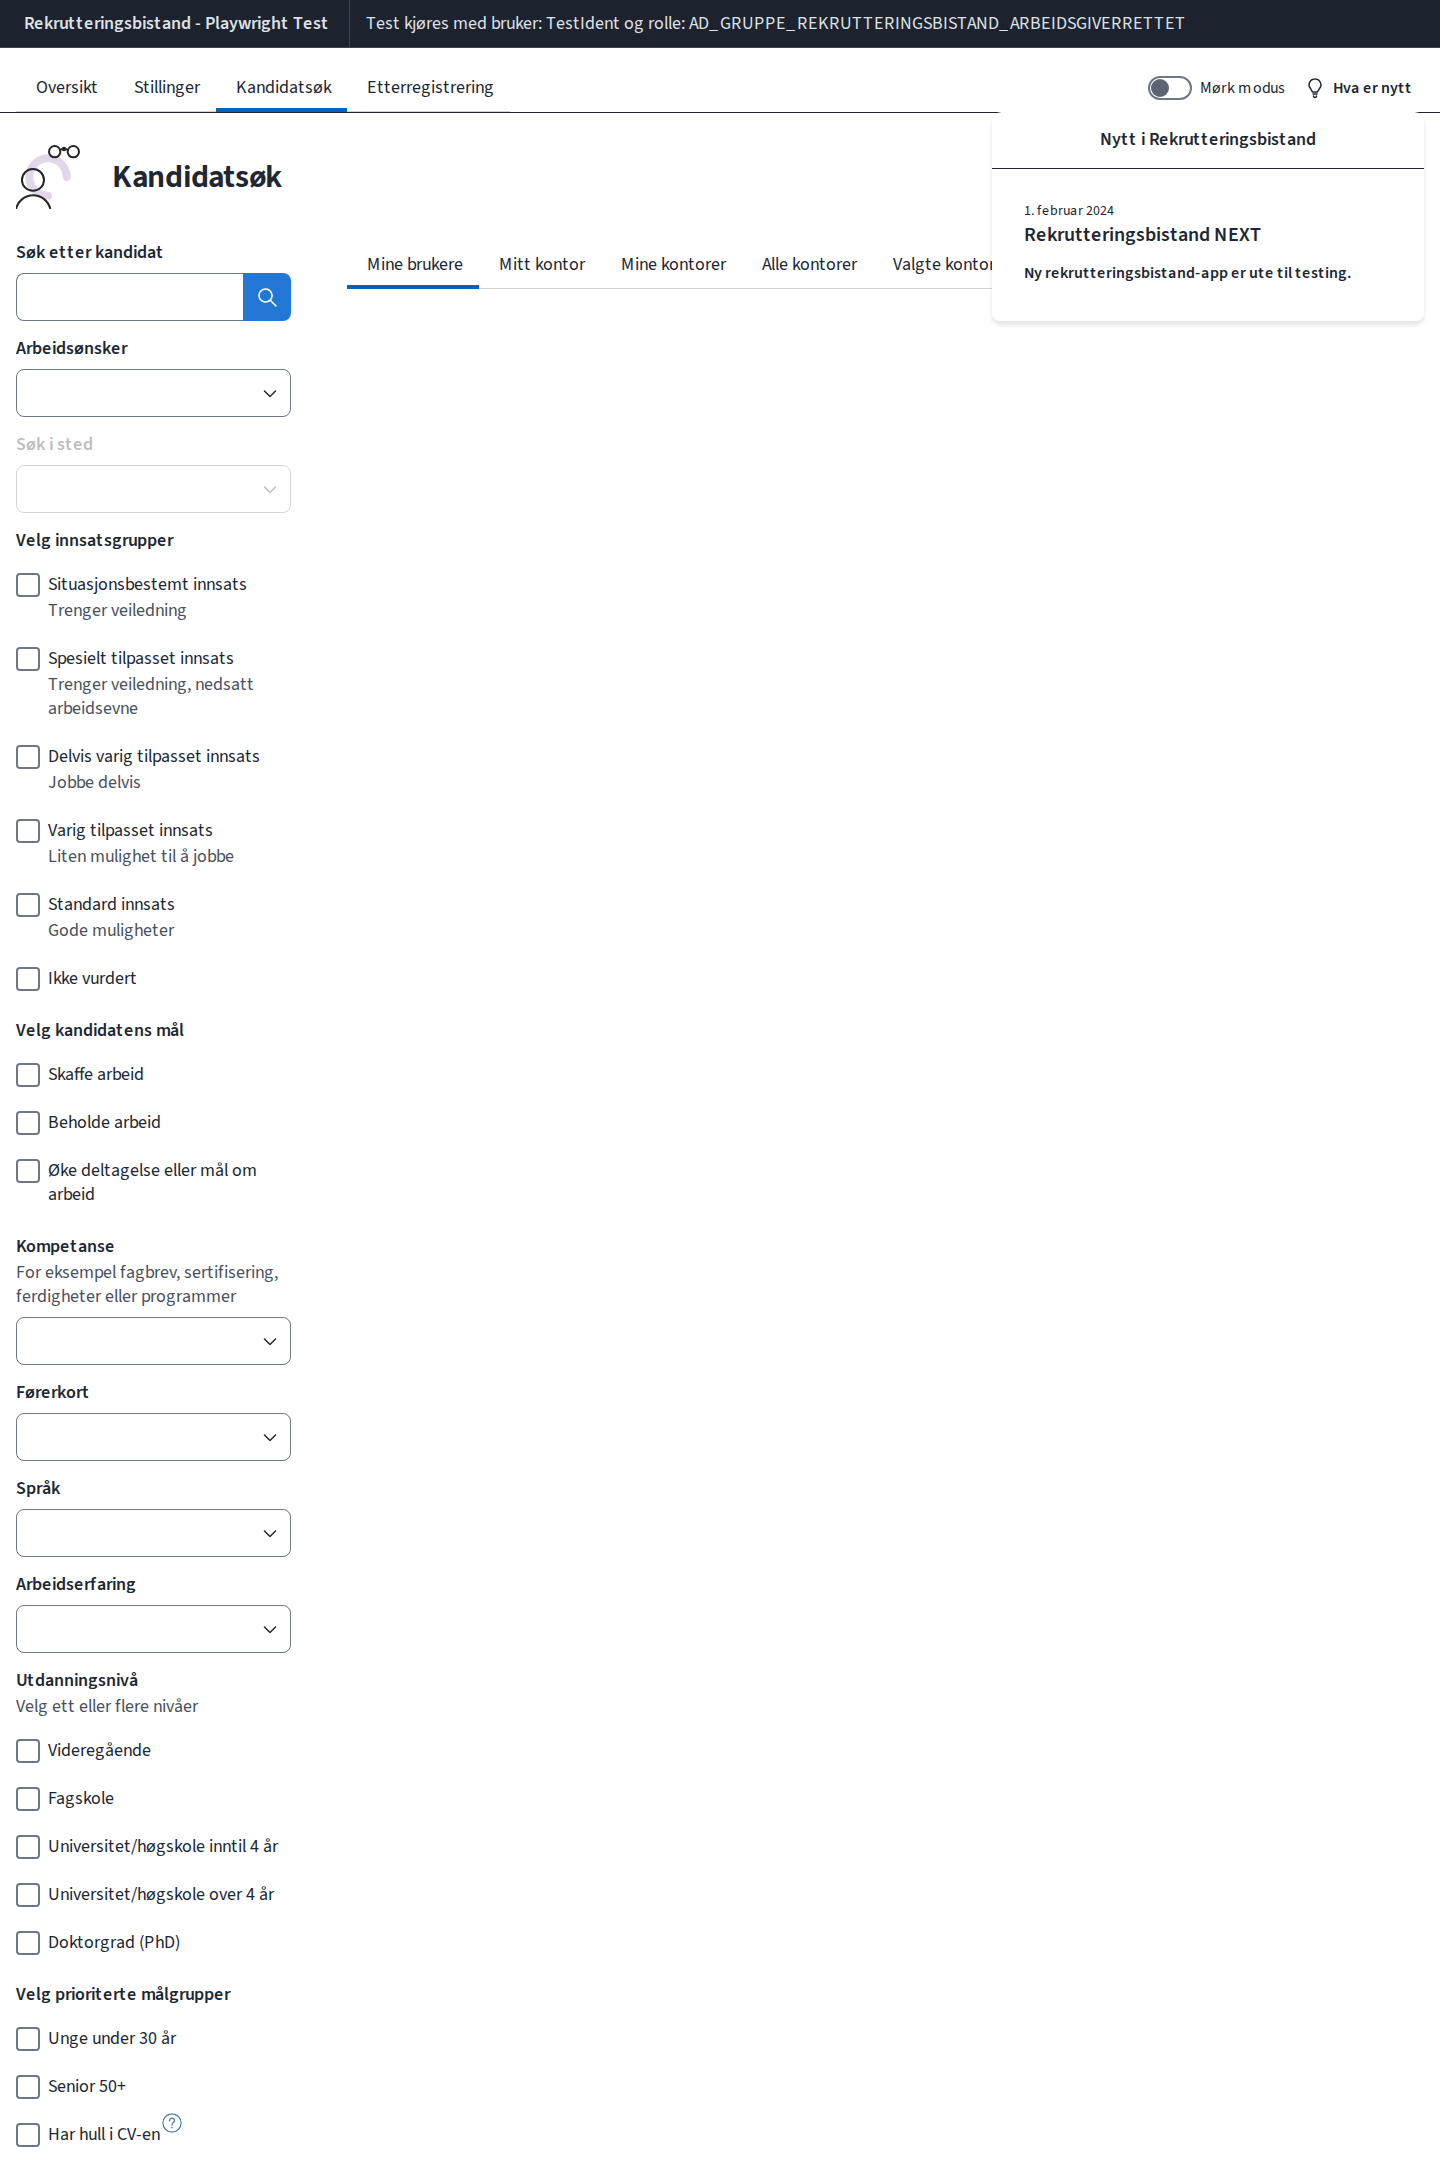 Rekrutteringsbistand - Playwright Test
Test kjøres med bruker: TestIdent og rolle: AD_GRUPPE_REKRUTTERINGSBISTAND_ARBEIDSGIVERRETTET
Oversikt
Stillinger
Kandidatsøk
Etterregistrering
Mørk modus
Hva er nytt
Nytt i Rekrutteringsbistand
1. februar 2024
Rekrutteringsbistand NEXT
Ny rekrutteringsbistand-app er ute til testing.
Kandidatsøk
Mine brukere
Mitt kontor
Mine kontorer
Alle kontorer
Valgte kontor
Søk etter kandidat
Arbeidsønsker
Søk i sted
Velg innsatsgrupper
Situasjonsbestemt innsats
Trenger veiledning
Spesielt tilpasset innsats
Trenger veiledning, nedsatt
arbeidsevne
Delvis varig tilpasset innsats
Jobbe delvis
Varig tilpasset innsats
Liten mulighet til å jobbe
Standard innsats
Gode muligheter
Ikke vurdert
Velg kandidatens mål
Skaffe arbeid
Beholde arbeid
Øke deltagelse eller mål om
arbeid
Kompetanse
For eksempel fagbrev, sertifisering,
ferdigheter eller programmer
Førerkort
Språk
Arbeidserfaring
Utdanningsnivå
Velg ett eller flere nivåer
Videregående
Fagskole
Universitet/høgskole inntil 4 år
Universitet/høgskole over 4 år
Doktorgrad (PhD)
Velg prioriterte målgrupper
Unge under 30 år
Senior 50+
Har hull i CV-en